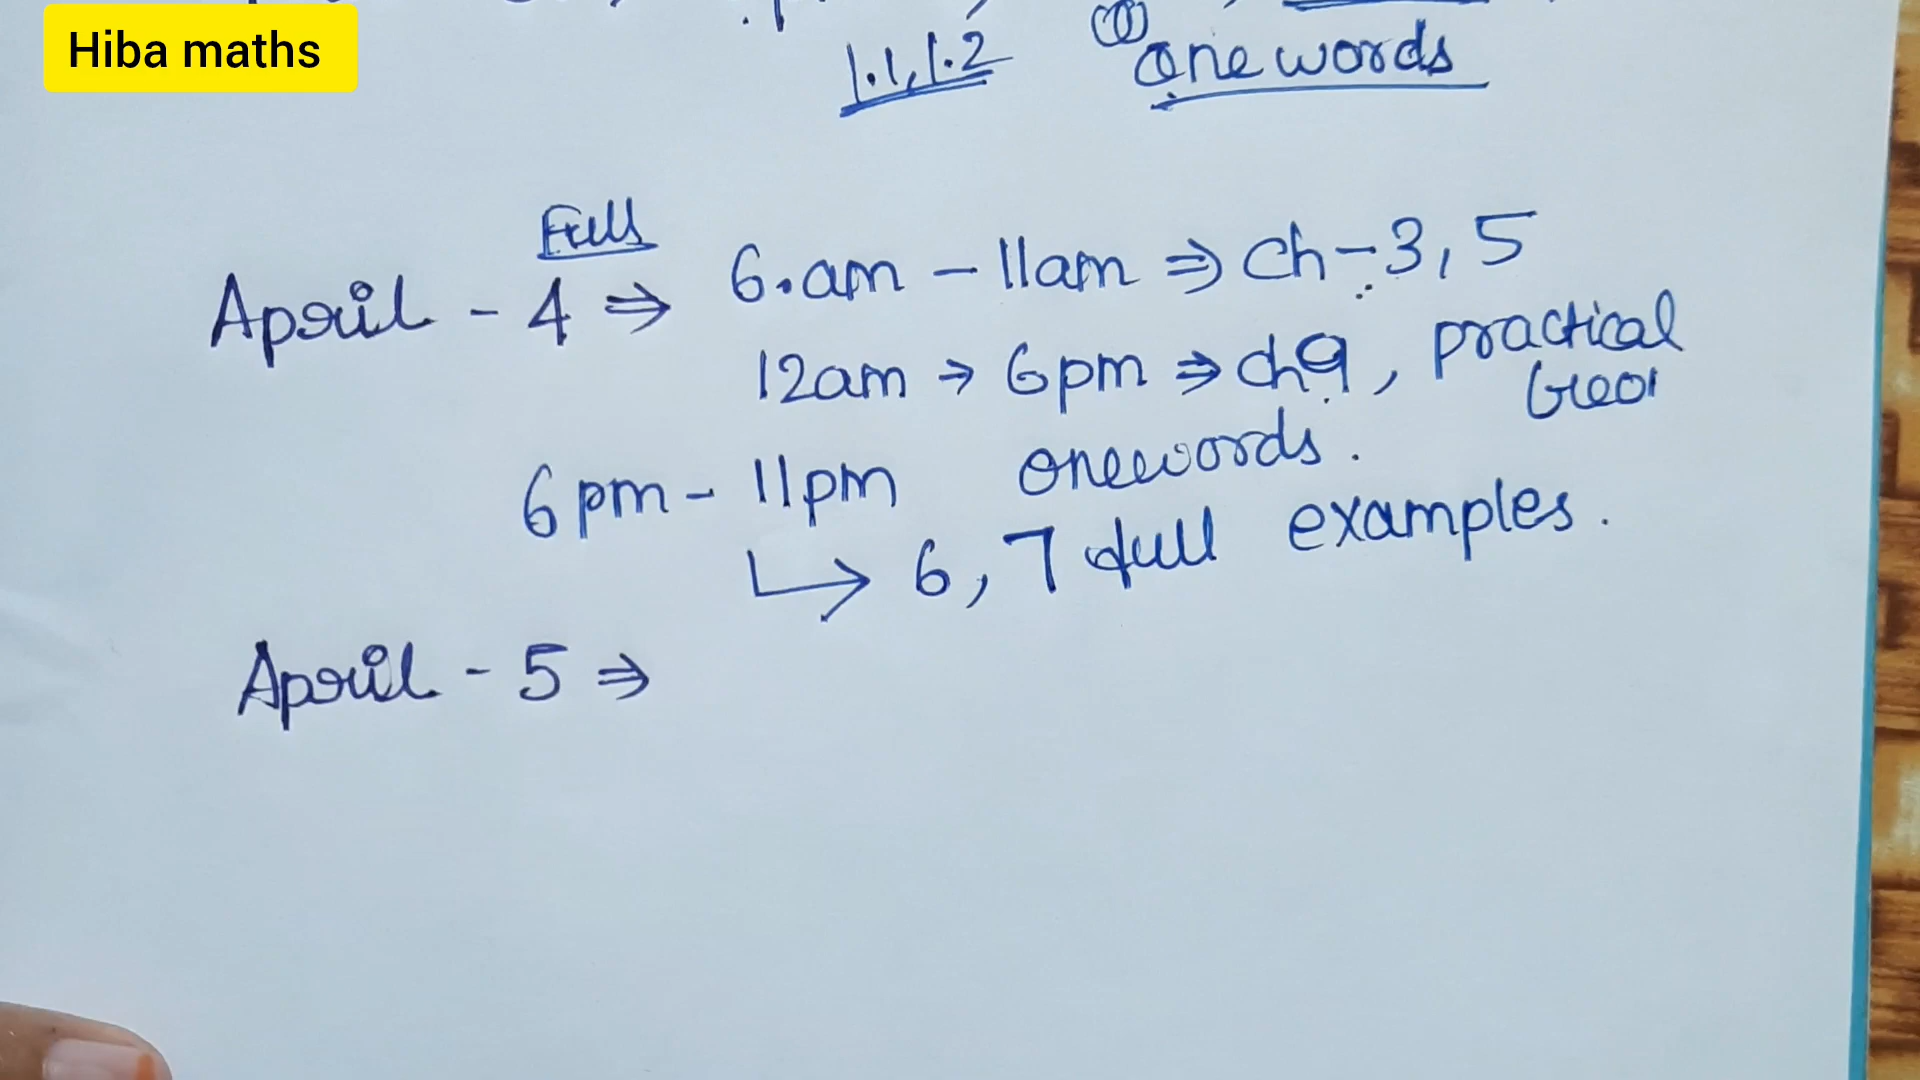 Hiba maths
1.1, 1.2
onewords
Full
April - 4 ⇒ 6.am - 11am ⇒ Ch-3, 5
12am → 6pm ⇒ ch9, practical
Geo
6pm - 11pm onewords.
↳ 6, 7 full examples.
April - 5 ⇒